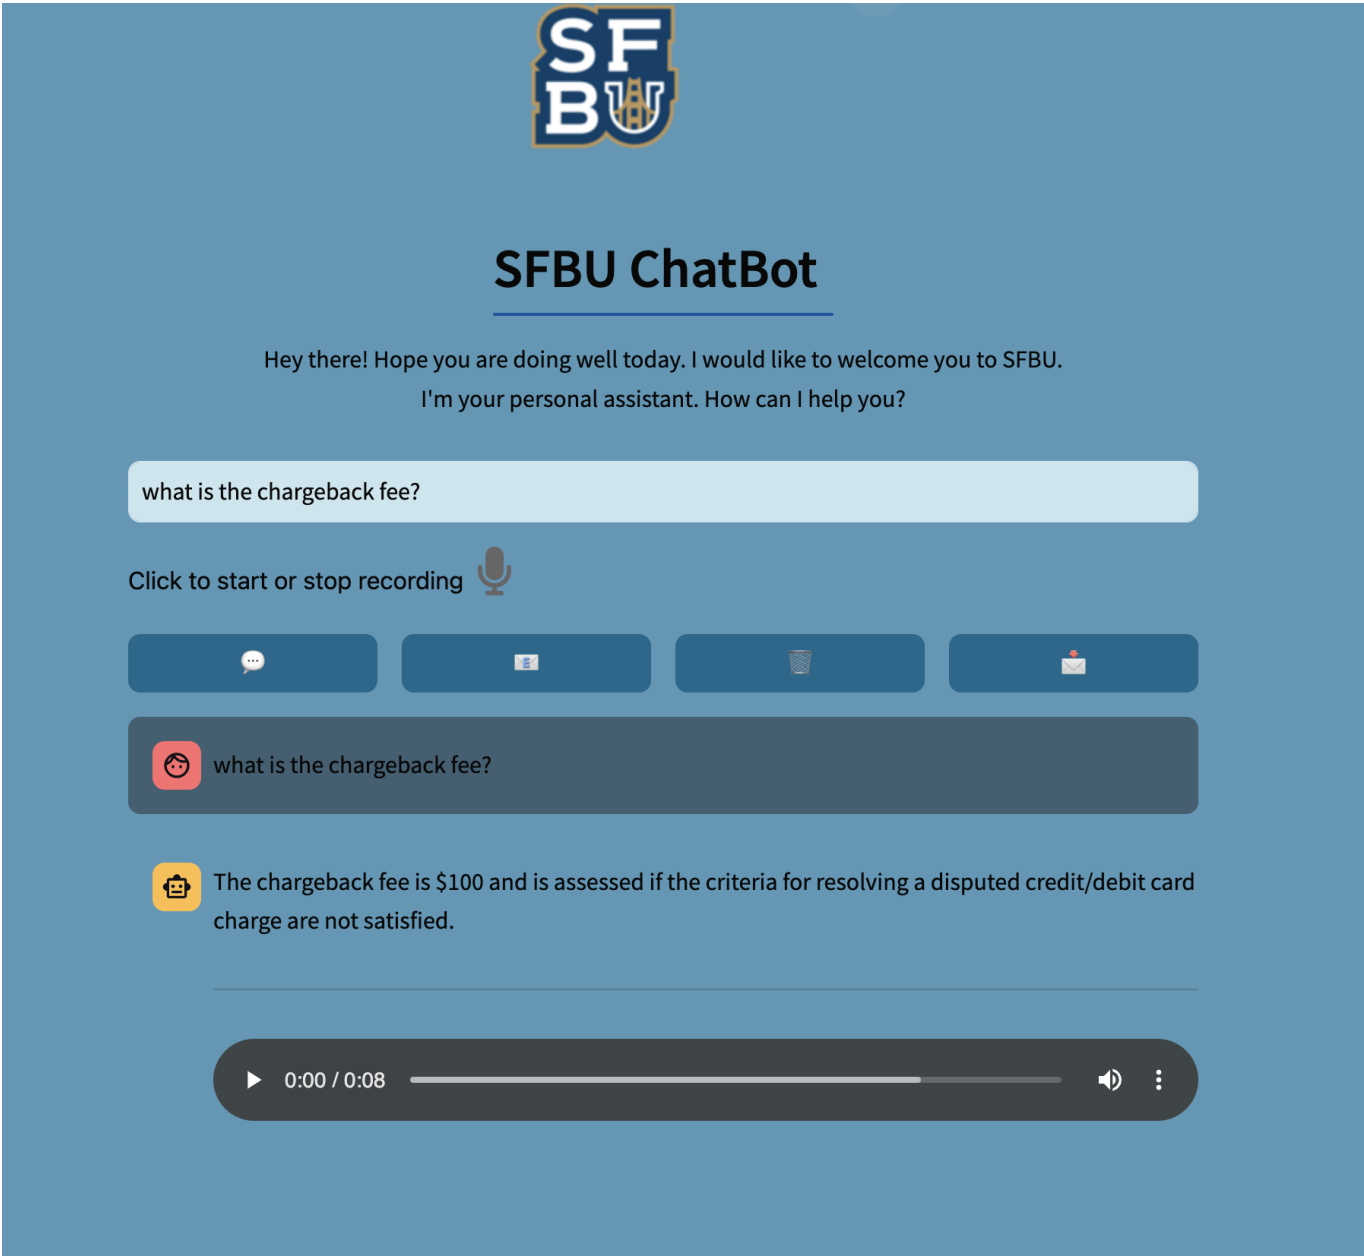 SF
BU
SFBU ChatBot
Hey there! Hope you are doing well today. I would like to welcome you to SFBU.
I'm your personal assistant. How can I help you?
what is the chargeback fee?
Click to start or stop recording
what is the chargeback fee?
The chargeback fee is $100 and is assessed if the criteria for resolving a disputed credit/debit card
charge are not satisfied.
0:00 / 0:08